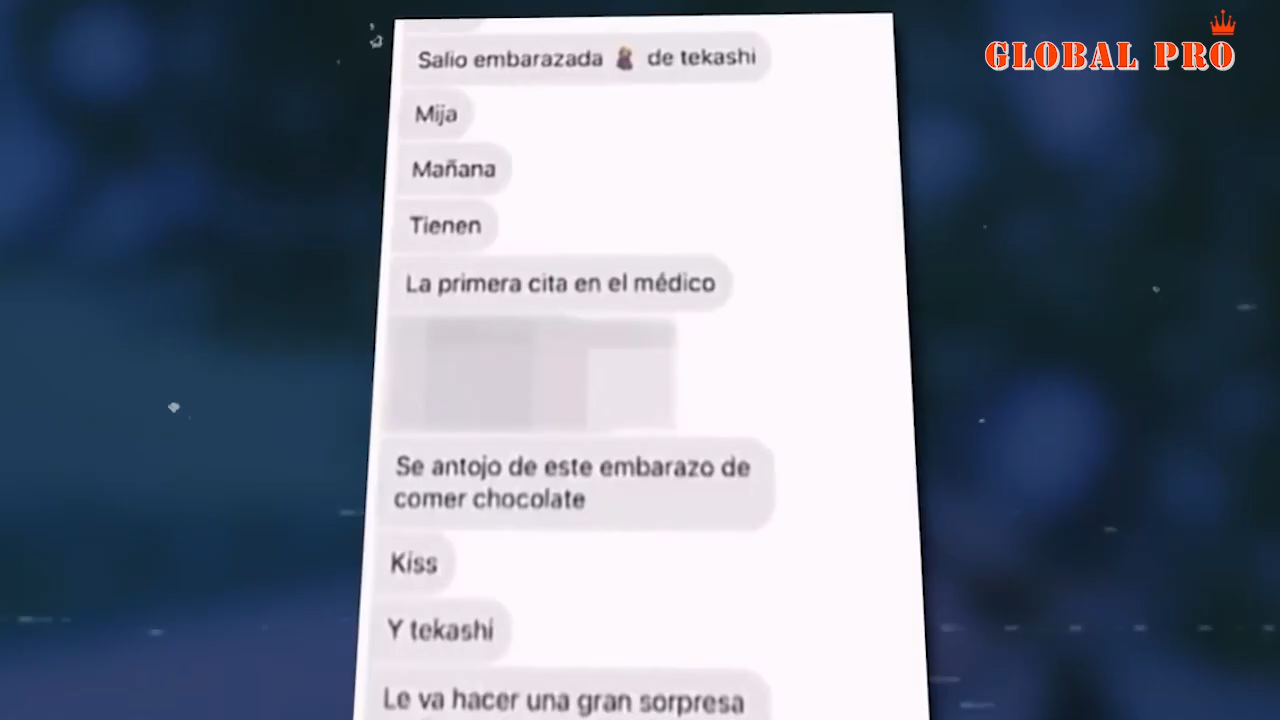 GLOBAL PRO
Salio embarazada 🤰 de tekashi
Mija
Mañana
Tienen
La primera cita en el médico
Se antojo de este embarazo de
comer chocolate
Kiss
Y tekashi
Le va hacer una gran sorpresa